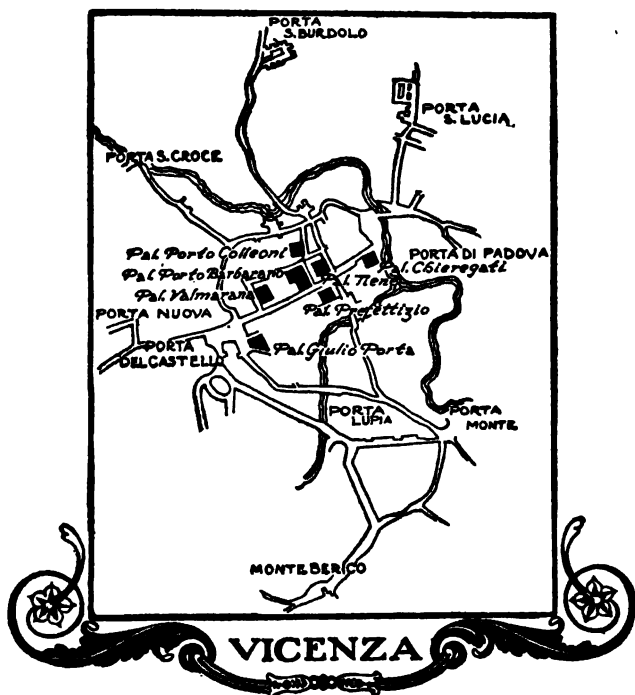 PORTA
S. BURDOLO
PORTA
S. LUCIA.
PORTA S. CROCE
Pal. Porto Colleoni
PORTA DI PADOVA
Pal. Chieregati
Pal. Porto Barbarano
Pal. Tiene
Pal. Valmarana
Pal. Prefettizio
PORTA NUOVA
PORTA
DEL CASTELLO
Pal. Giulio Porta
PORTA
LUPIA
PORTA
MONTE
MONTE BERICO
VICENZA